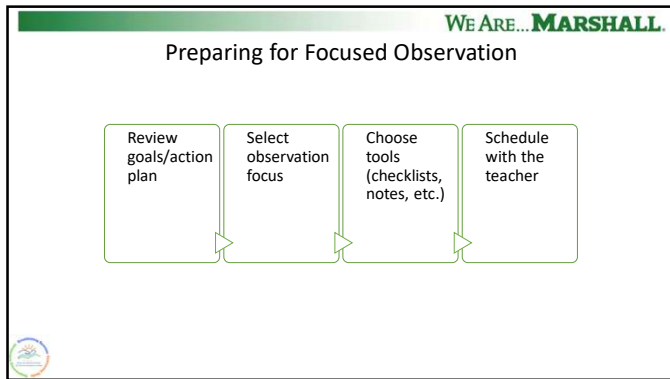 WE ARE... MARSHALL.
Preparing for Focused Observation
Review
goals/action
plan
Select
observation
focus
Choose
tools
(checklists,
notes, etc.)
Schedule
with the
teacher